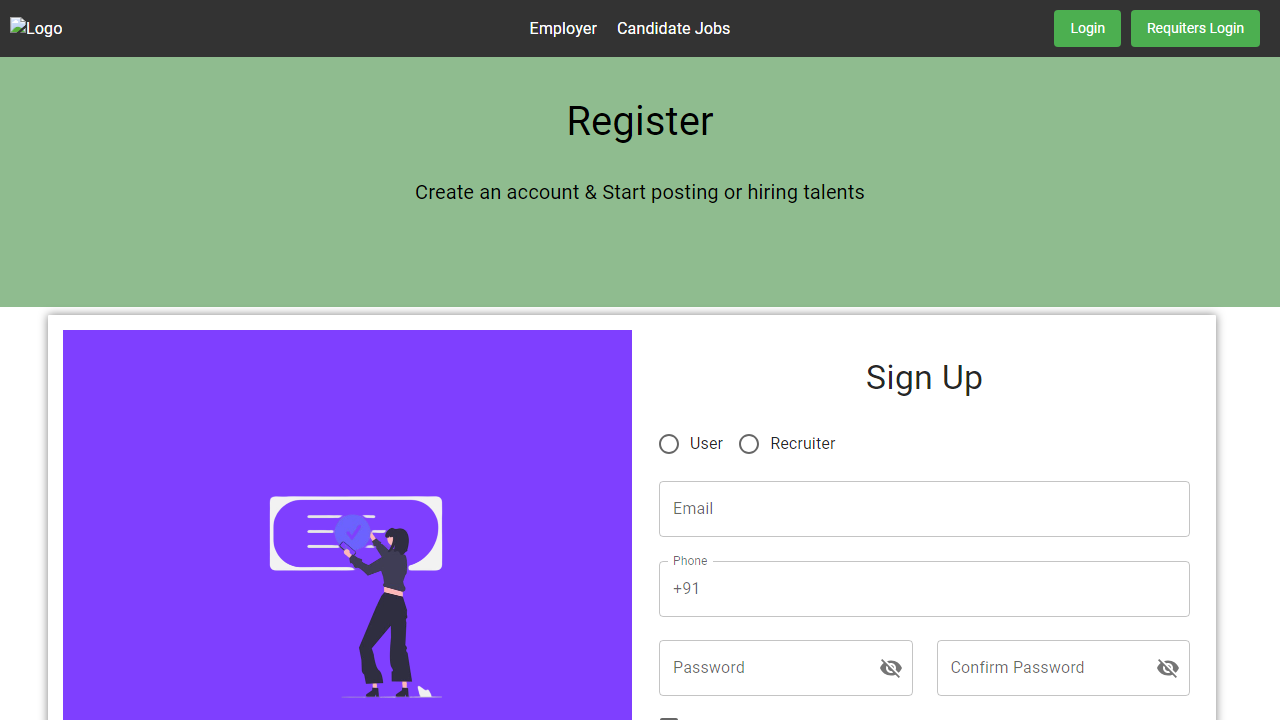 Logo
Employer Candidate Jobs
Login Requiters Login
Register
Create an account & Start posting or hiring talents
Sign Up
User Recruiter
Email
Phone
+91
Password Confirm Password